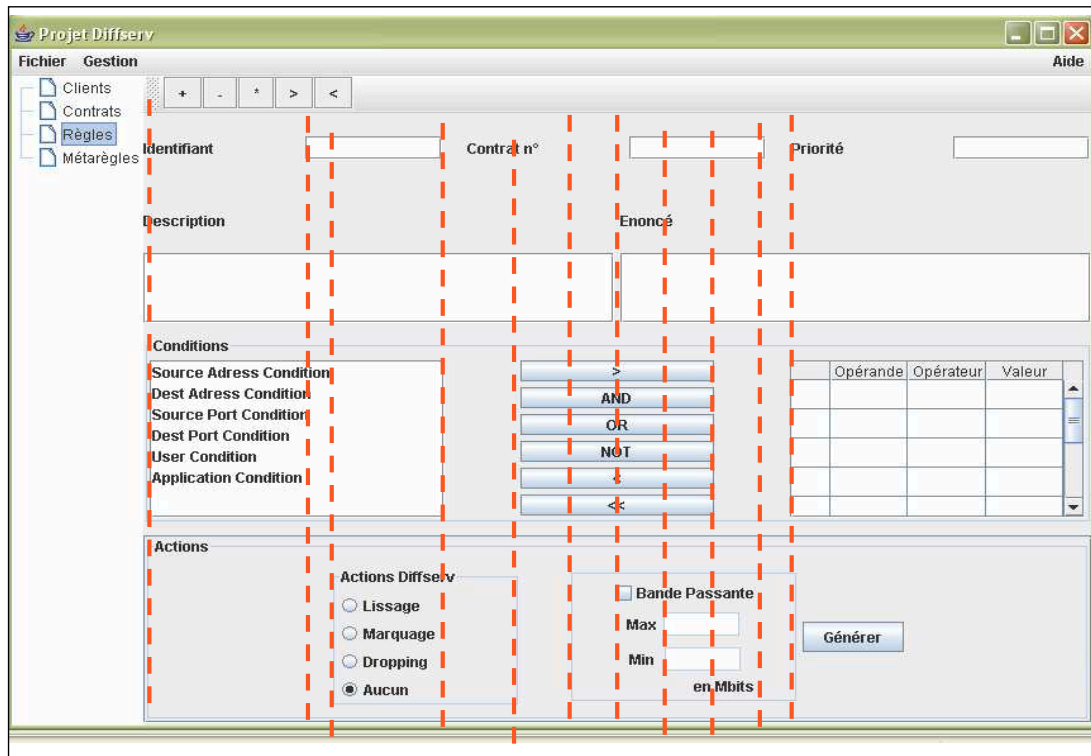 Projet Diffserv
Fichier Gestion Aide
Clients
Contrats
Règles
Métarègles
+ - * > <
Identifiant Contrat n° Priorité
Description Enoncé
Conditions
Source Adress Condition
Dest Adress Condition
Source Port Condition
Dest Port Condition
User Condition
Application Condition
>
AND
OR
NOT
<
<<
Opérande Opérateur Valeur
Actions
Actions Diffserv
Lissage
Marquage
Dropping
Aucun
Bande Passante
Max
Min
en Mbits
Générer